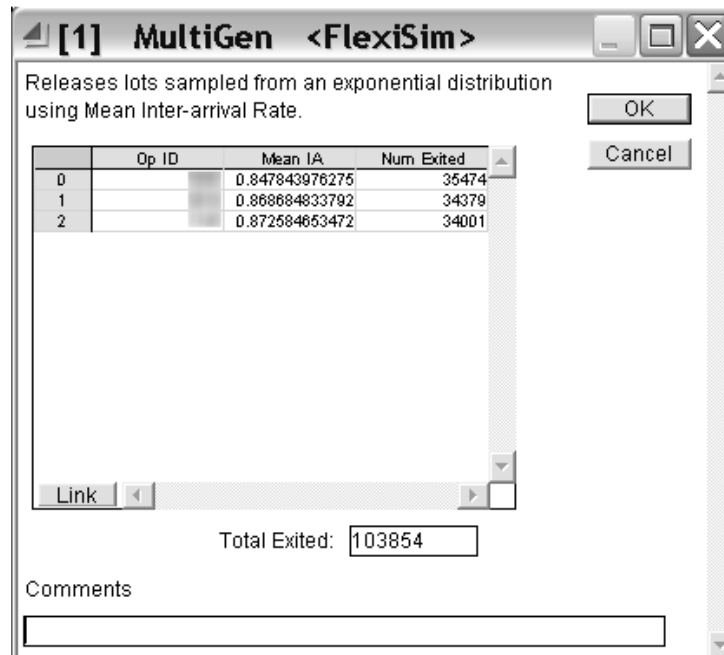 [1] MultiGen <FlexiSim>
Releases lots sampled from an exponential distribution
using Mean Inter-arrival Rate.
OK
Cancel
Op ID Mean IA Num Exited
0 0.847843976275 35474
1 0.868684833792 34379
2 0.872584653472 34001
Link
Total Exited: 103854
Comments